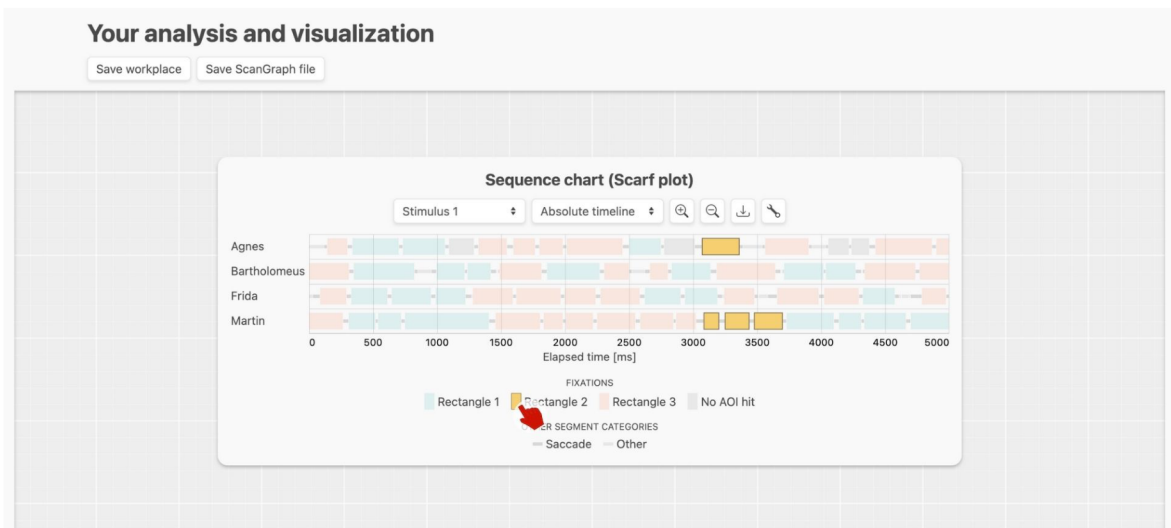 Your analysis and visualization
Save workplace Save ScanGraph file
Sequence chart (Scarf plot)
Stimulus 1 Absolute timeline
Agnes
Bartholomeus
Frida
Martin
0 500 1000 1500 2000 2500 3000 3500 4000 4500 5000
Elapsed time [ms]
FIXATIONS
Rectangle 1 Rectangle 2 Rectangle 3 No AOI hit
SEGMENT CATEGORIES
Saccade Other